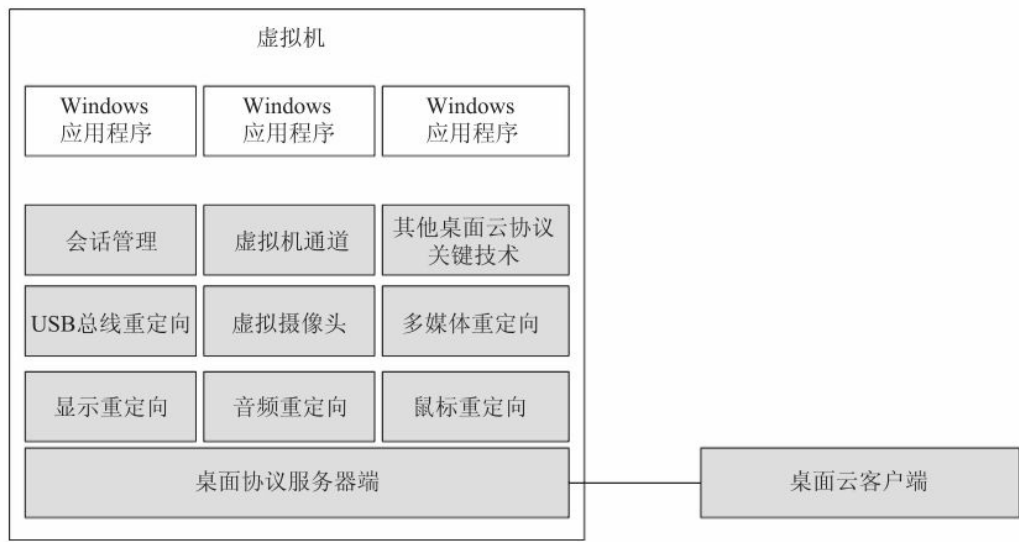 虚拟机
Windows
应用程序
Windows
应用程序
Windows
应用程序
会话管理
虚拟机通道
其他桌面云协议
关键技术
USB总线重定向
虚拟摄像头
多媒体重定向
显示重定向
音频重定向
鼠标重定向
桌面协议服务器端
桌面云客户端